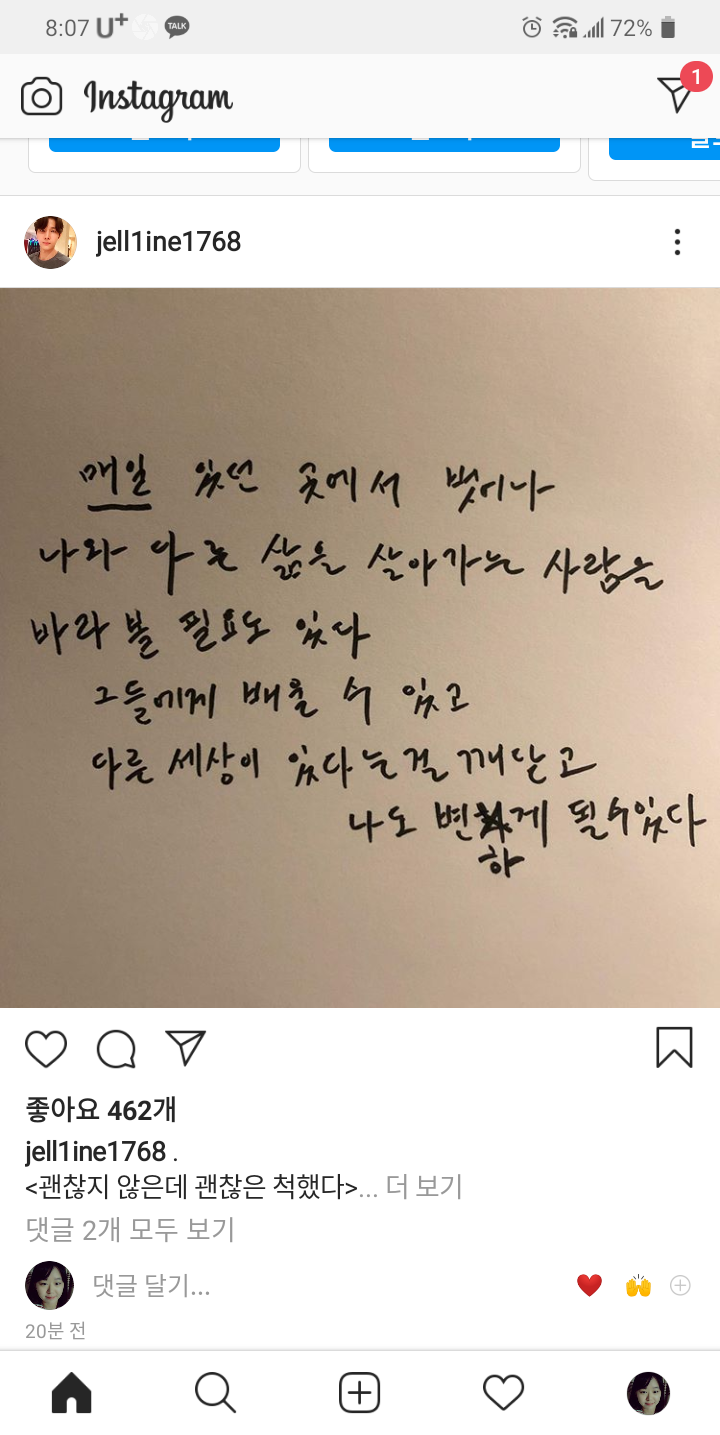 8:07 U+ TALK 72%
Instagram 1
jell1ine1768
매일 있던 곳에서 벗어나
나와 다른 삶을 살아가는 사람을
바라 볼 필요도 있다
그들에게 배울 수 있고
다른 세상이 있다는걸 깨닫고
나도 변하게 될수있다
좋아요 462개
jell1ine1768 .
<괜찮지 않은데 괜찮은 척했다>... 더 보기
댓글 2개 모두 보기
댓글 달기...
20분 전